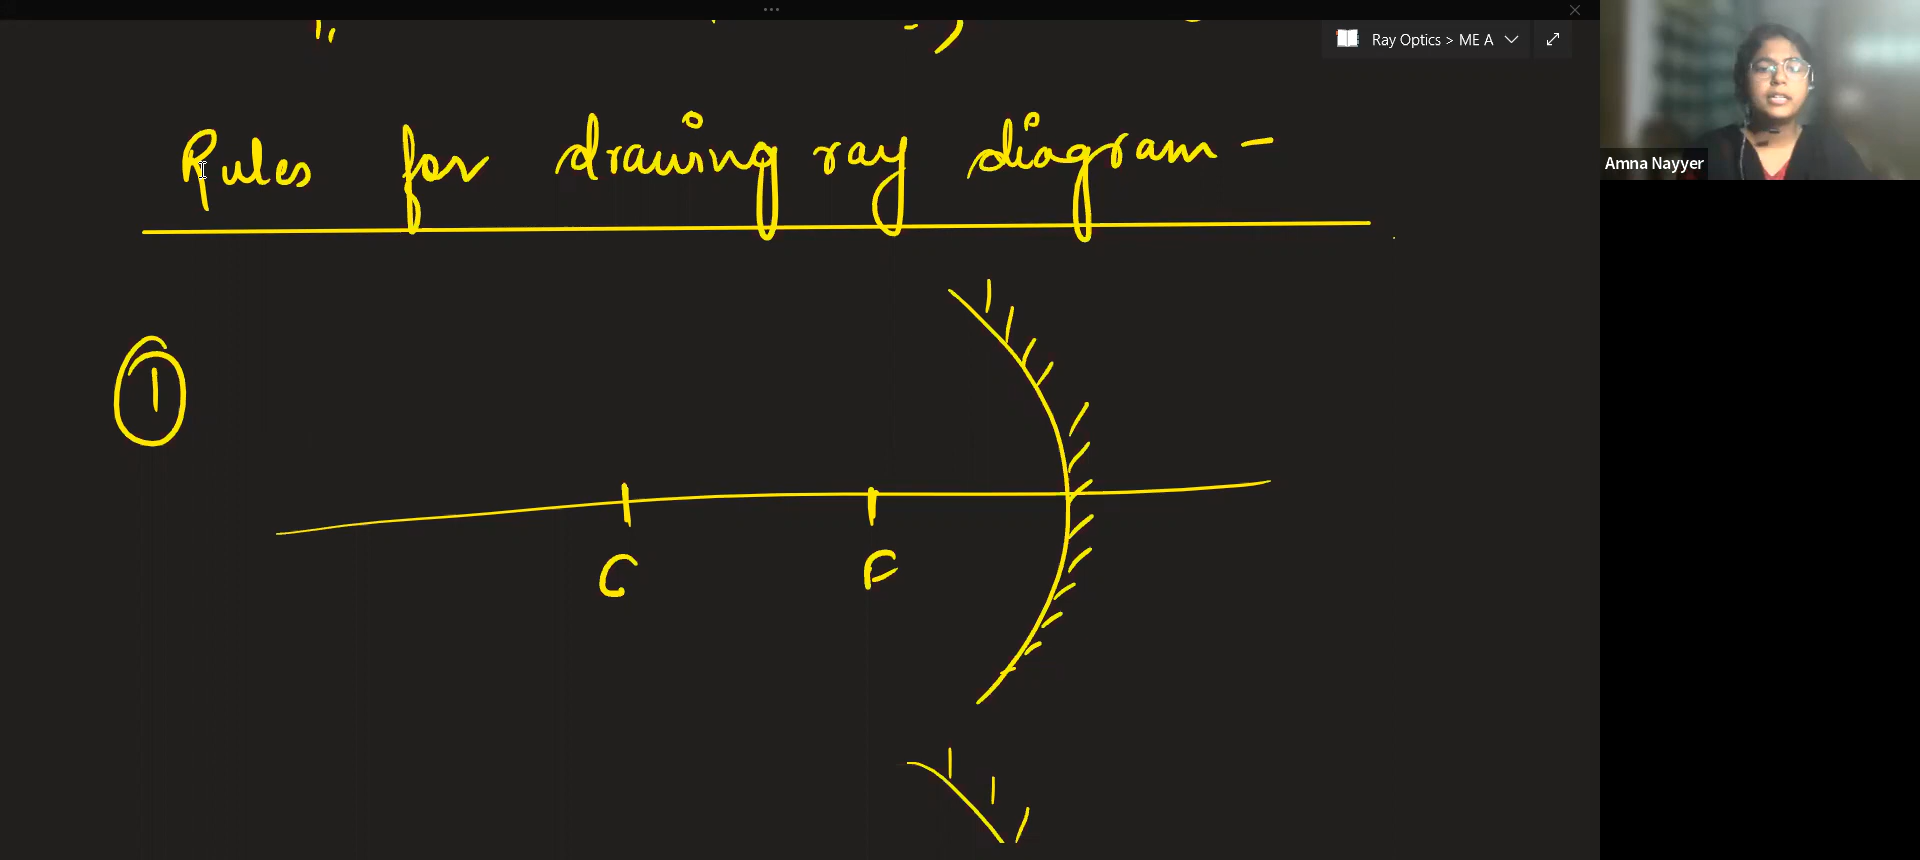 Ray Optics > ME A
Amna Nayyer
Rules for drawing ray diagram -
1
C F